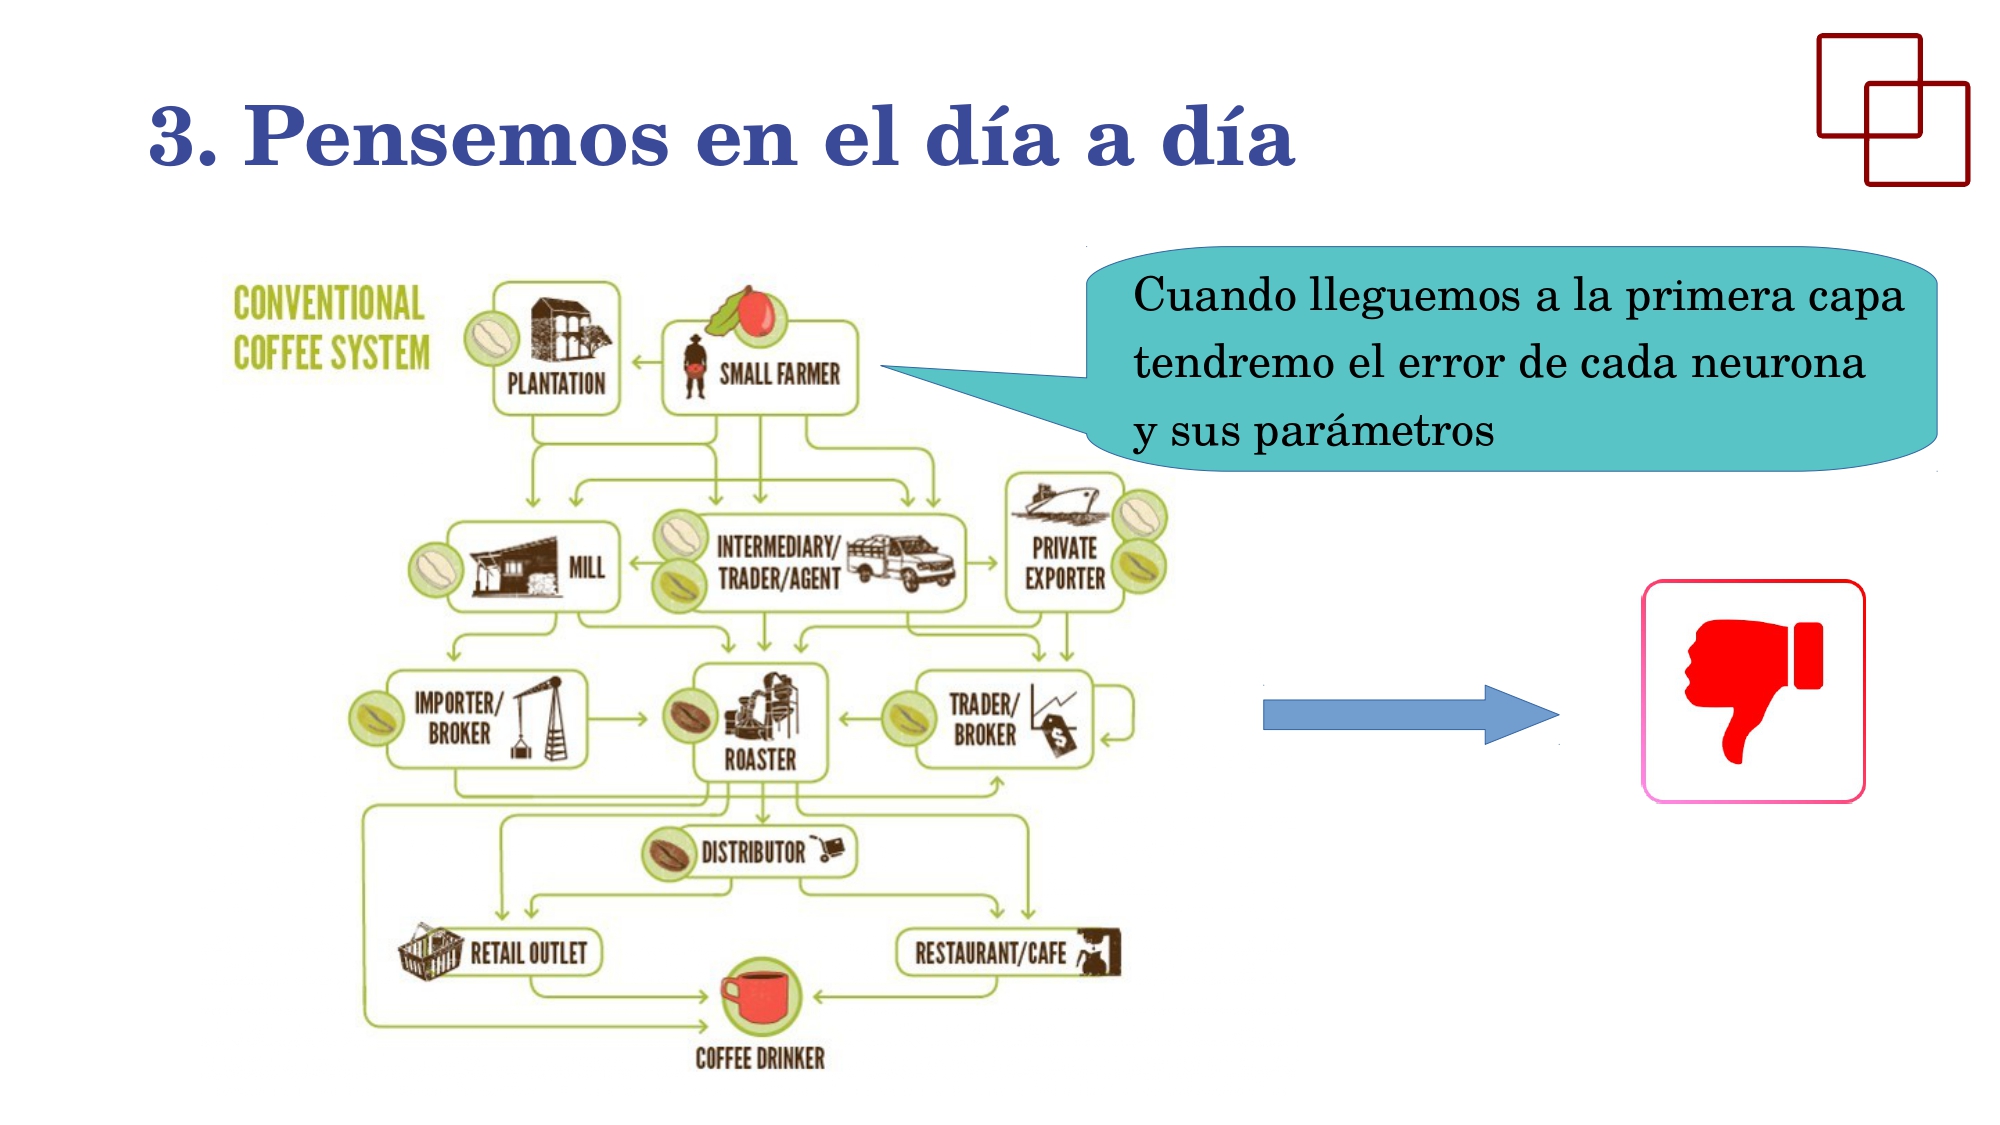 3. Pensemos en el día a día
Cuando lleguemos a la primera capa
tendremo el error de cada neurona
y sus parámetros
CONVENTIONAL
COFFEE SYSTEM
PLANTATION
SMALL FARMER
MILL
INTERMEDIARY/
TRADER/AGENT
PRIVATE
EXPORTER
IMPORTER/
BROKER
ROASTER
TRADER/
BROKER
$
DISTRIBUTOR
RETAIL OUTLET
RESTAURANT/CAFE
COFFEE DRINKER